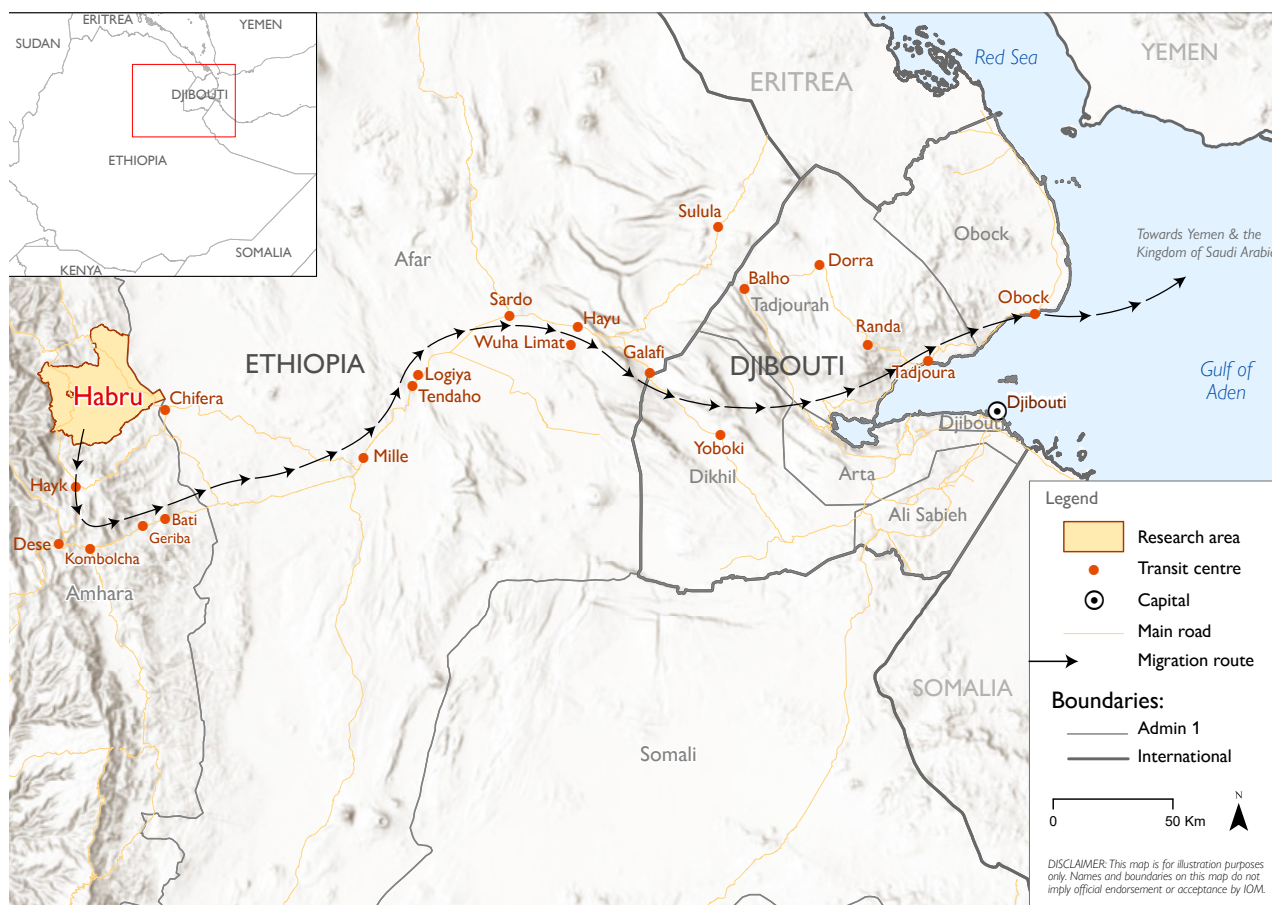 ERITREA
YEMEN
SUDAN
DJIBOUTI
ETHIOPIA
SOMALIA
KENYA
Red Sea
YEMEN
ERITREA
Sulula
Obock
Towards Yemen & the
Kingdom of Saudi Arabia
Afar
Dorra
Balho
Tadjourah
Sardo
Obock
Hayu
Randa
Wuha Limat
ETHIOPIA
Galafi
DJIBOUTI
Tadjoura
Logiya
Tendaho
Gulf of
Aden
Habru
Chifera
Djibouti
Djibouti
Yoboki
Mille
Dikhil
Arta
Hayk
Bati
Geriba
Ali Sabieh
Dese
Kombolcha
Amhara
SOMALIA
Somali
Legend
Research area
Transit centre
Capital
Main road
Migration route
Boundaries:
Admin 1
International
N
0 50 Km
DISCLAIMER: This map is for illustration purposes
only. Names and boundaries on this map do not
imply official endorsement or acceptance by IOM.